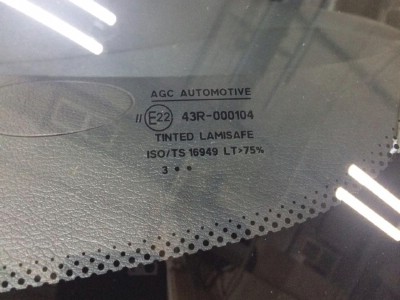 AGC AUTOMOTIVE
II E22 43R-000104
TINTED LAMISAFE
ISO/TS 16949 LT>75%
3 • •